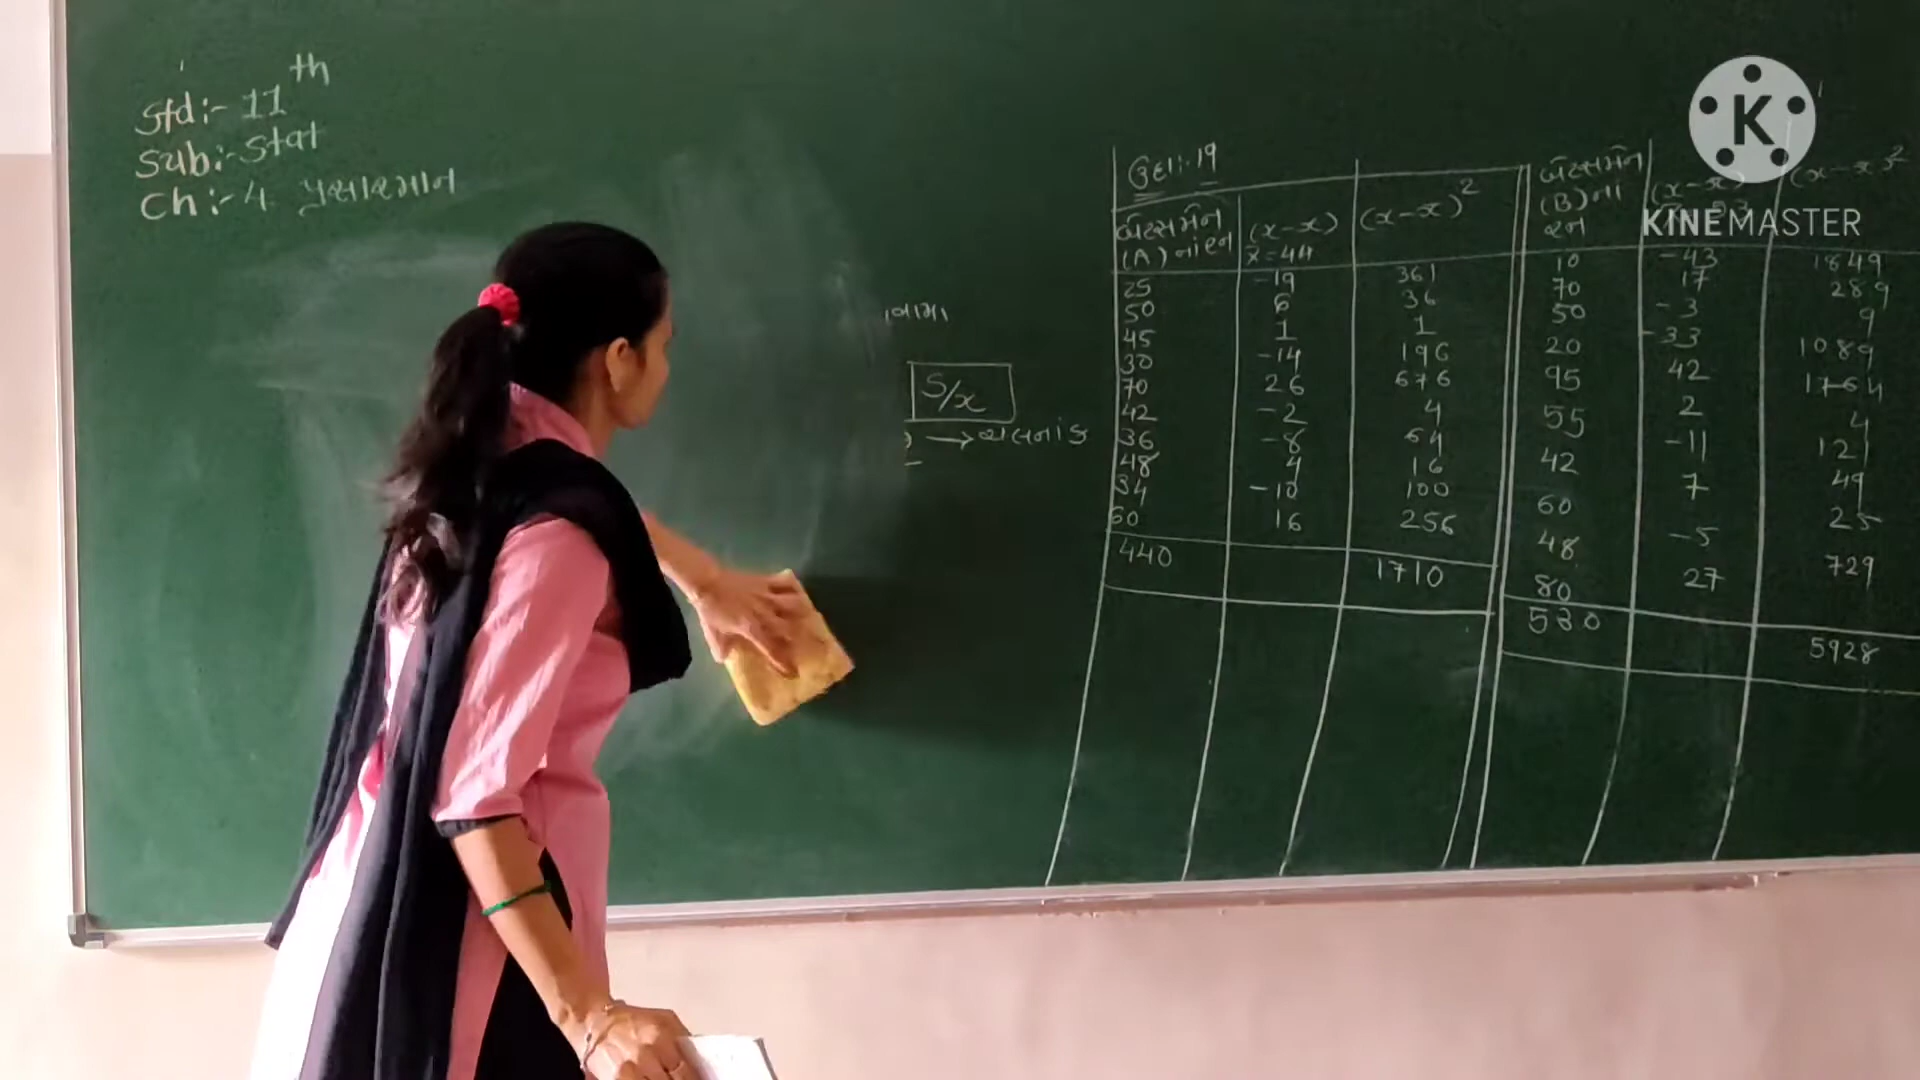 Std:- 11th
Sub:- Stat
Ch:- 4 પ્રસારમાન
S/x̄
→ ચલનાંક
ઉદા:-19
બેટ્સમેન (x-x̄) (x-x̄)²
(A) ના રન x̄=44
25 -19 361
50 6 36
45 1 1
30 -14 196
70 26 676
42 -2 4
36 -8 64
48 4 16
34 -10 100
60 16 256
440 1710
બેટ્સમેન (x-x̄) (x-x̄)²
(B) ના
રન
10 -43 1849
70 17 289
50 -3 9
20 -33 1089
95 42 1764
55 2 4
42 -11 121
60 7 49
48 -5 25
80 27 729
530 5928
K
KINEMASTER